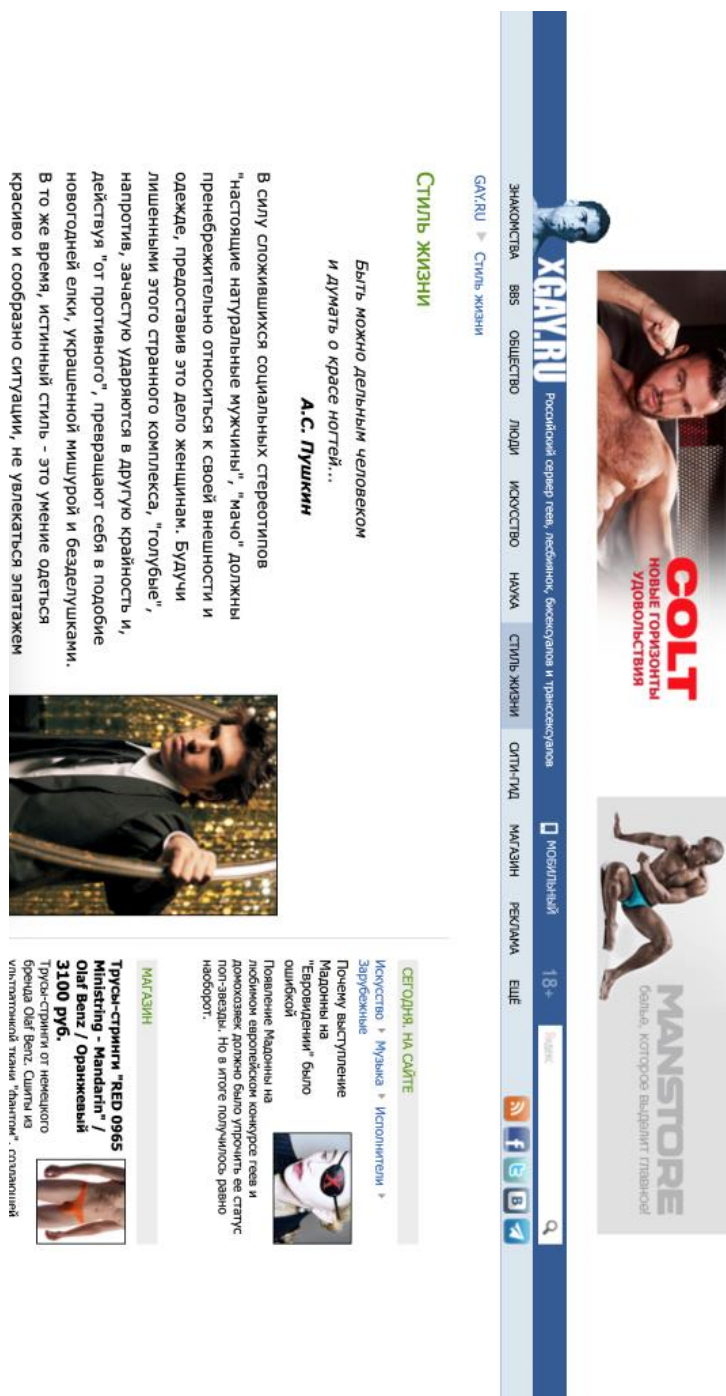 COLT
НОВЫЕ ГОРИЗОНТЫ
УДОВОЛЬСТВИЯ
MANSTORE
белье, которое выделит главное!
XGAY.RU Российский сервер геев, лесбиянок, бисексуалов и транссексуалов МОБИЛЬНЫЙ 18+ Яндекс
ЗНАКОМСТВА BBS ОБЩЕСТВО ЛЮДИ ИСКУССТВО НАУКА СТИЛЬ ЖИЗНИ СИТИ-ГИД МАГАЗИН РЕКЛАМА ЕЩЁ
GAY.RU Стиль жизни
Стиль жизни
Быть можно дельным человеком
и думать о красе ногтей...
А.С. Пушкин
В силу сложившихся социальных стереотипов
"настоящие натуральные мужчины", "мачо" должны
пренебрежительно относиться к своей внешности и
одежде, предоставив это дело женщинам. Будучи
лишенными этого странного комплекса, "голубые",
напротив, зачастую ударяются в другую крайность и,
действуя "от противного", превращают себя в подобие
новогодней елки, украшенной мишурой и безделушками.
В то же время, истинный стиль - это умение одеться
красиво и сообразно ситуации, не увлекаться эпатажем
СЕГОДНЯ. НА САЙТЕ
Искусство Музыка Исполнители
Зарубежные
Почему выступление
Мадонны на
"Евровидении" было
ошибкой
Появление Мадонны на
любимом европейском конкурсе геев и
домохозяек должно было упрочить ее статус
поп-звезды. Но в итоге получилось равно
наоборот.
МАГАЗИН
Трусы-стринги "RED 0965
Ministring - Mandarin" /
Olaf Benz / Оранжевый
3100 руб.
Трусы-стринги от немецкого
бренда Olaf Benz. Сшиты из
ультратонкой ткани "фантом", создающей